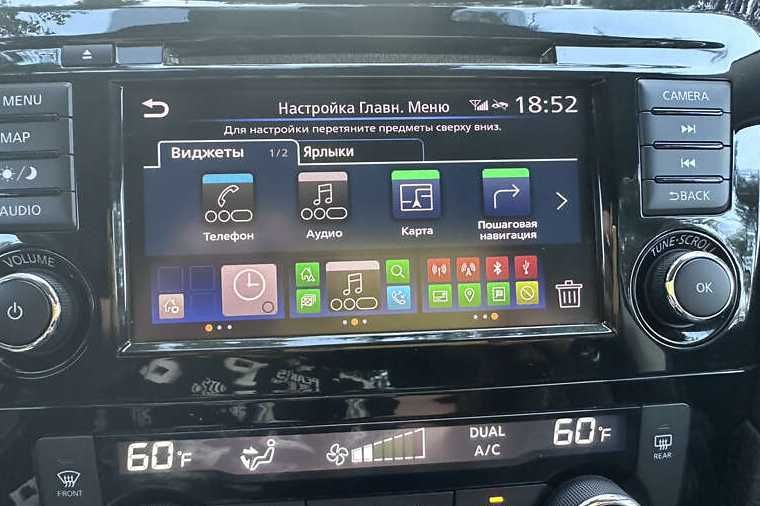 MENU
MAP
AUDIO
VOLUME
Настройка Главн. Меню
18:52
Для настройки перетяните предметы сверху вниз.
Виджеты 1/2 Ярлыки
Телефон
Аудио
Карта
Пошаговая
навигация
CAMERA
BACK
TUNE·SCROLL
OK
60°F
DUAL
A/C
60°F
FRONT
REAR